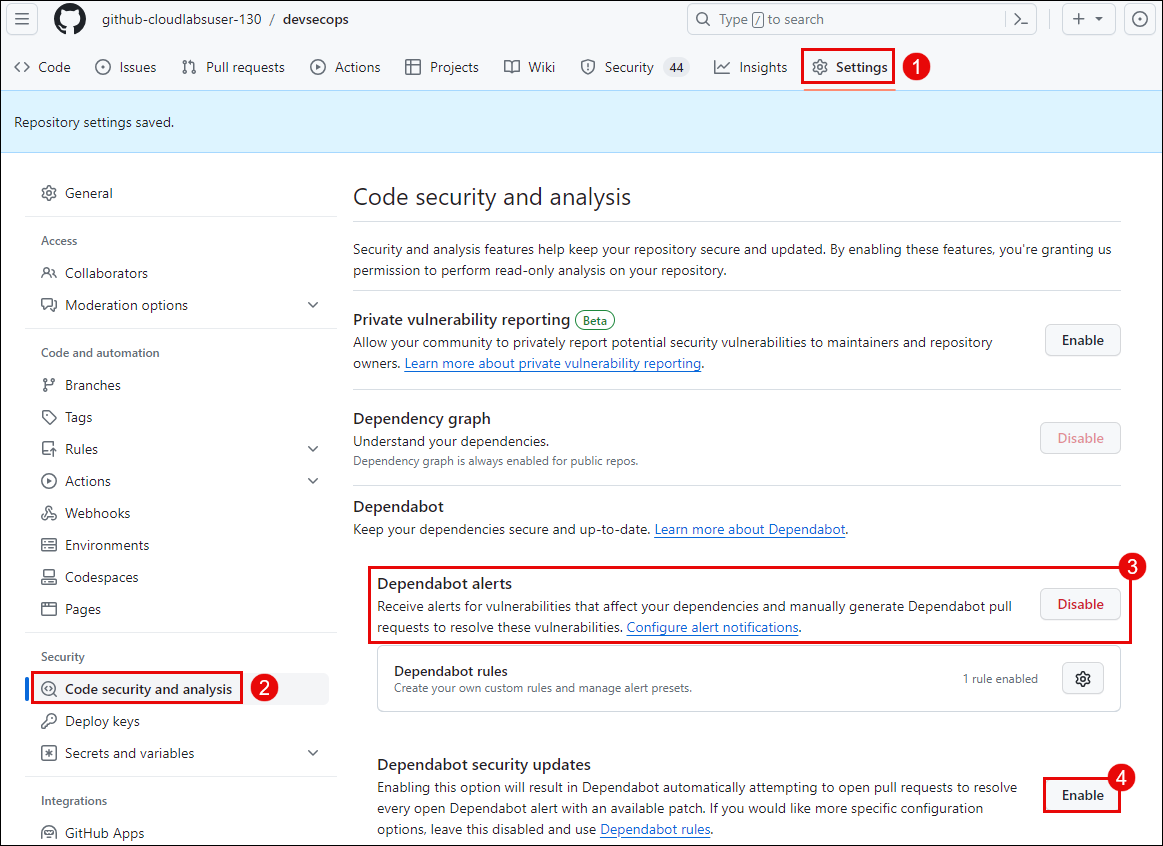 github-cloudlabsuser-130 / devsecops
Type / to search
Code
Issues
Pull requests
Actions
Projects
Wiki
Security 44
Insights
Settings
1
Repository settings saved.
General
Access
Collaborators
Moderation options
Code and automation
Branches
Tags
Rules
Actions
Webhooks
Environments
Codespaces
Pages
Security
Code security and analysis
2
Deploy keys
Secrets and variables
Integrations
GitHub Apps
Code security and analysis
Security and analysis features help keep your repository secure and updated. By enabling these features, you're granting us
permission to perform read-only analysis on your repository.
Private vulnerability reporting Beta
Allow your community to privately report potential security vulnerabilities to maintainers and repository
owners. Learn more about private vulnerability reporting.
Enable
Dependency graph
Understand your dependencies.
Dependency graph is always enabled for public repos.
Disable
Dependabot
Keep your dependencies secure and up-to-date. Learn more about Dependabot.
3
Dependabot alerts
Receive alerts for vulnerabilities that affect your dependencies and manually generate Dependabot pull
requests to resolve these vulnerabilities. Configure alert notifications.
Disable
Dependabot rules
Create your own custom rules and manage alert presets.
1 rule enabled
Dependabot security updates
Enabling this option will result in Dependabot automatically attempting to open pull requests to resolve
every open Dependabot alert with an available patch. If you would like more specific configuration
options, leave this disabled and use Dependabot rules.
4
Enable